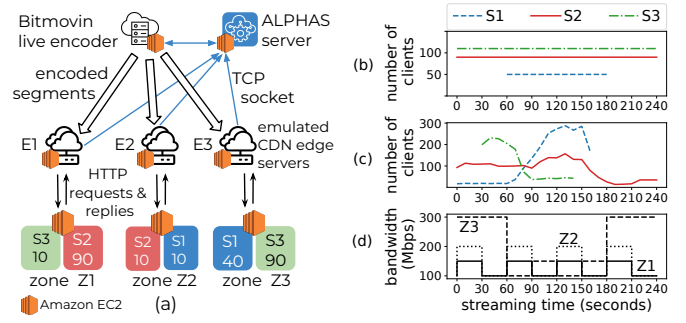 Bitmovin
live encoder
ALPHAS
server
encoded
segments
TCP
socket
E1
E2
E3
emulated
CDN edge
servers
HTTP
requests &
replies
S3
10
S2
90
S2
10
S1
10
S1
40
S3
90
zone Z1
zone Z2
zone Z3
Amazon EC2
(a)
S1 S2 S3
(b)
number of
clients
100
50
0 30 60 90 120 150 180 210 240
(c)
number of
clients
300
200
100
0 30 60 90 120 150 180 210 240
(d)
bandwidth
(Mbps)
300
200
100
Z3
Z2
Z1
0 30 60 90 120 150 180 210 240
streaming time (seconds)